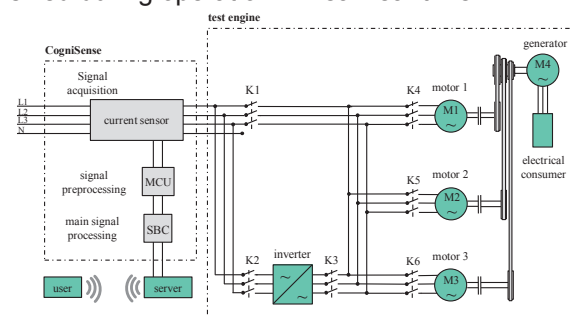 test engine
CogniSense
generator
M4
Signal
acquisition
K1
K4
motor 1
L1
L2
L3
N
current sensor
M1
~
electrical
consumer
signal
preprocessing
MCU
K5
motor 2
M2
~
main signal
processing
SBC
K2
inverter
K3
K6
motor 3
~
~
M3
~
user
server